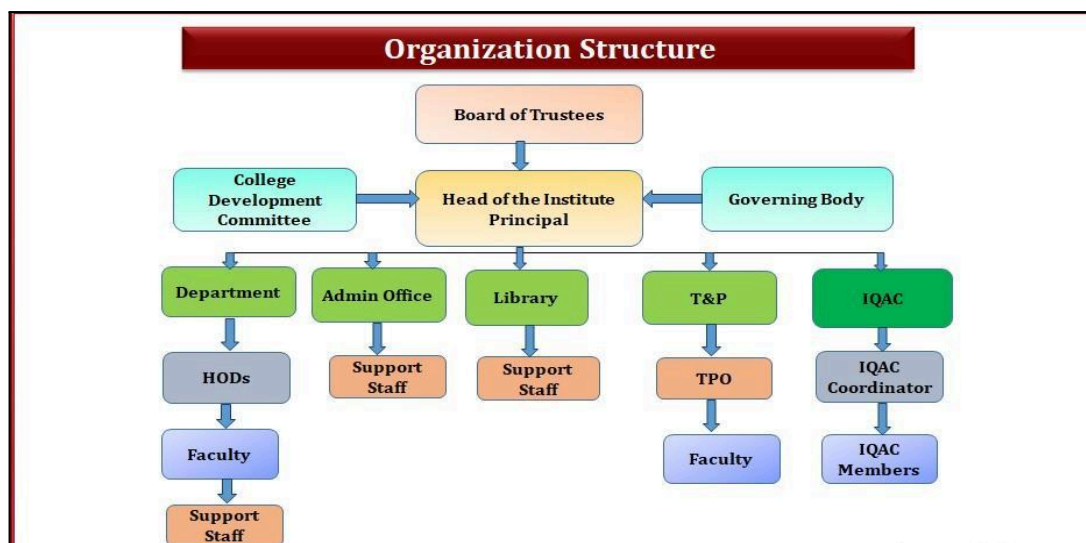 Organization Structure
Board of Trustees
College
Development
Committee
Head of the Institute
Principal
Governing Body
Department
Admin Office
Library
T&P
IQAC
HODs
Support
Staff
Support
Staff
TPO
IQAC
Coordinator
Faculty
Faculty
IQAC
Members
Support
Staff